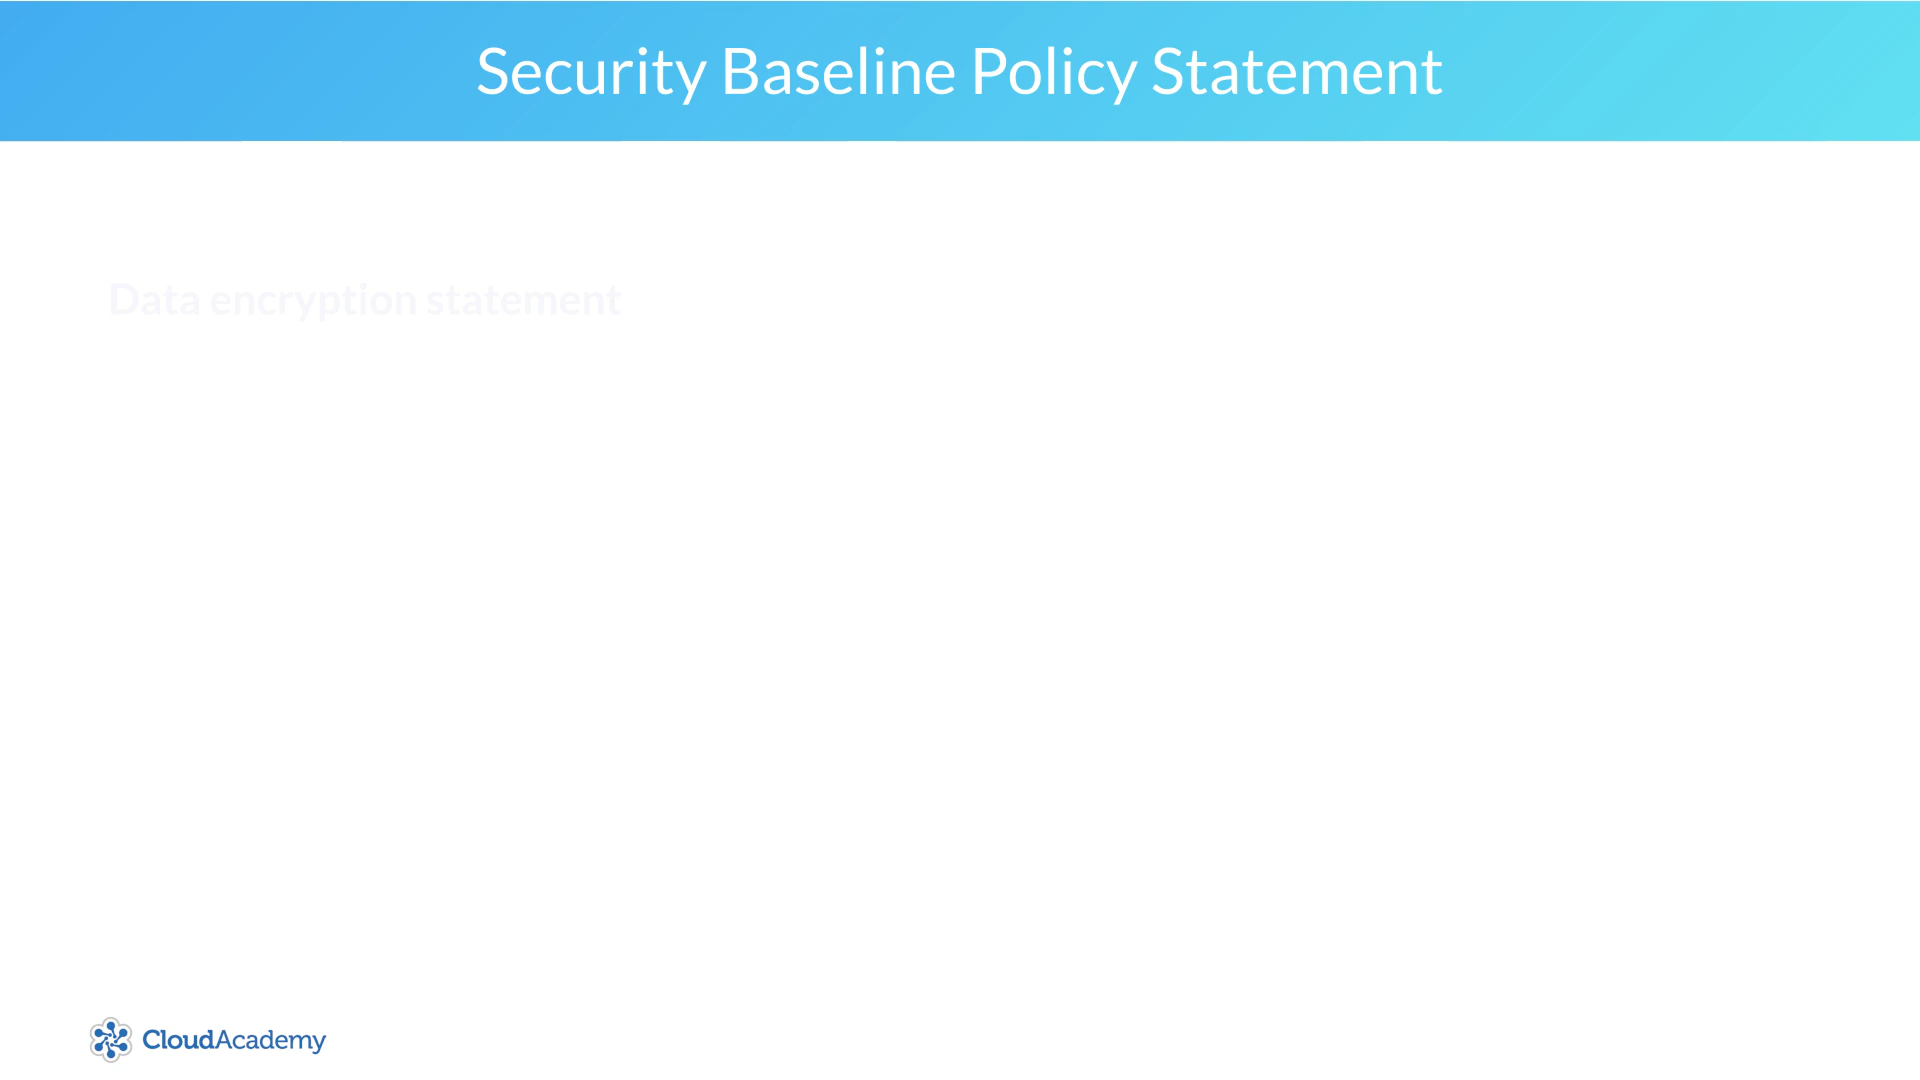 Security Baseline Policy Statement
Data encryption statement
CloudAcademy